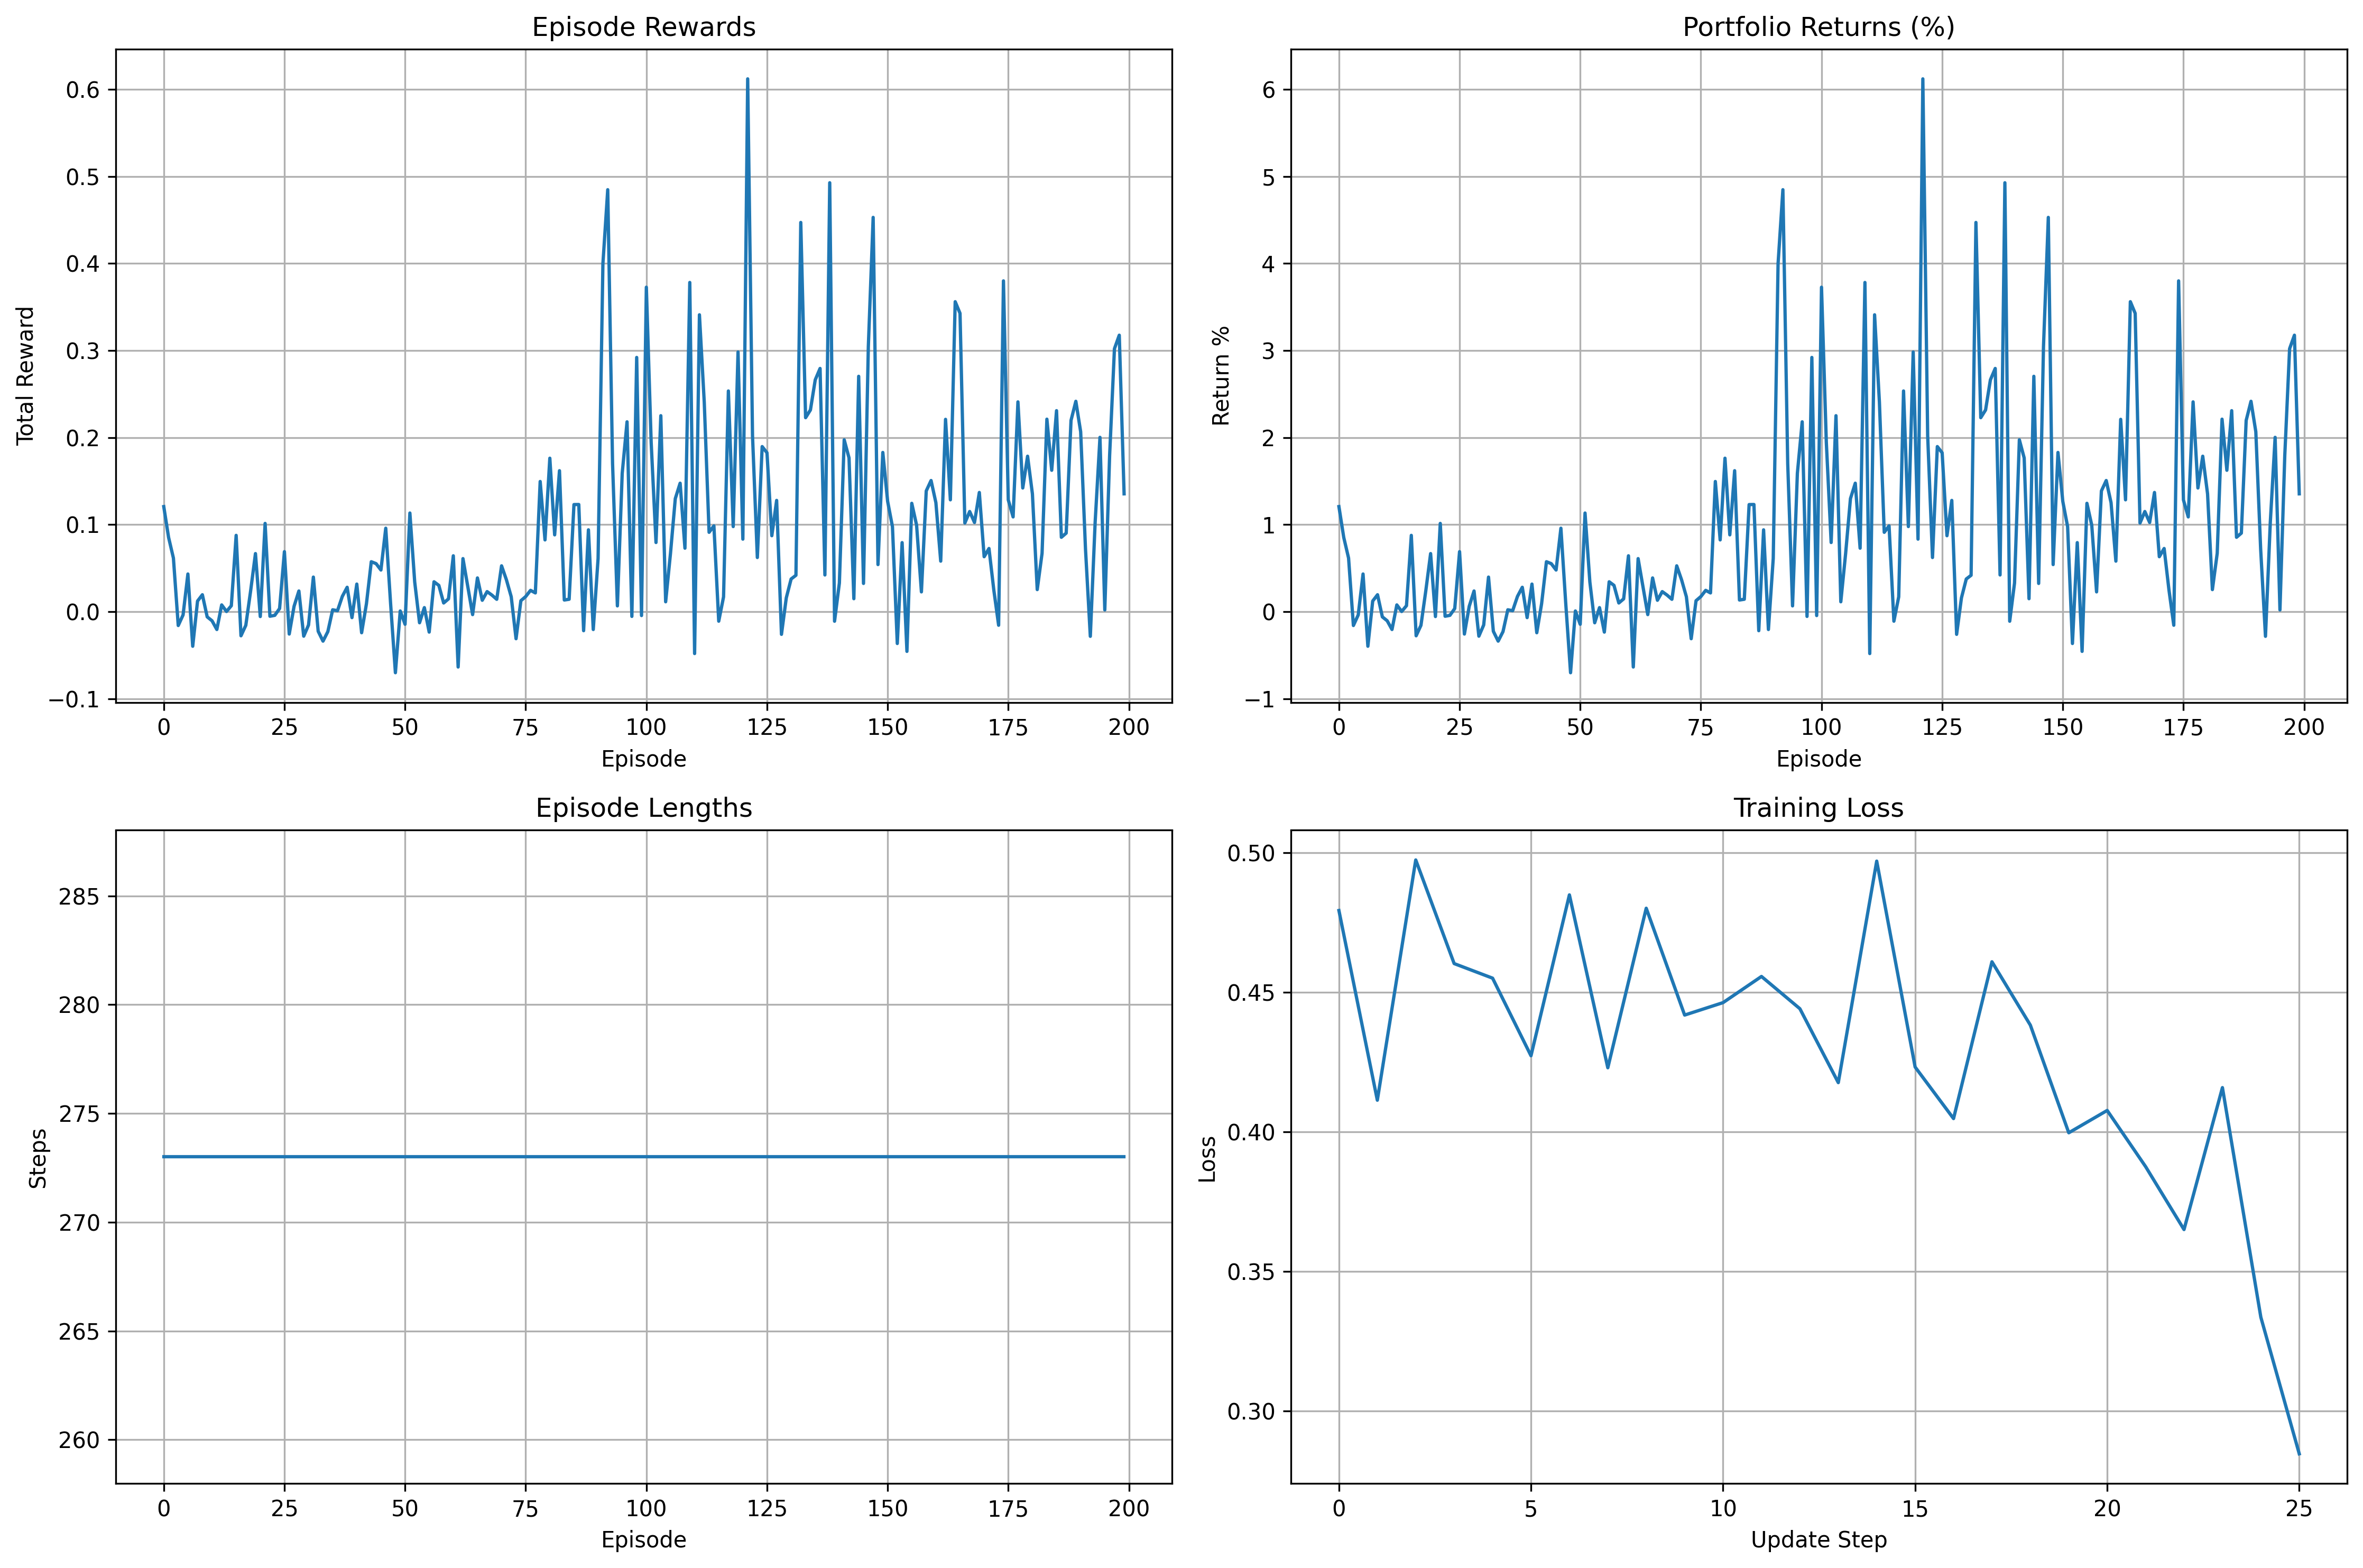 Episode Rewards
Total Reward
0.6
0.5
0.4
0.3
0.2
0.1
0.0
−0.1
0 25 50 75 100 125 150 175 200
Episode
Portfolio Returns (%)
Return %
6
5
4
3
2
1
0
−1
0 25 50 75 100 125 150 175 200
Episode
Episode Lengths
Steps
285
280
275
270
265
260
0 25 50 75 100 125 150 175 200
Episode
Training Loss
Loss
0.50
0.45
0.40
0.35
0.30
0 5 10 15 20 25
Update Step